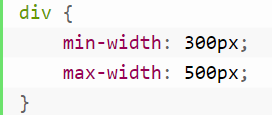 div {
    min-width: 300px;
    max-width: 500px;
}